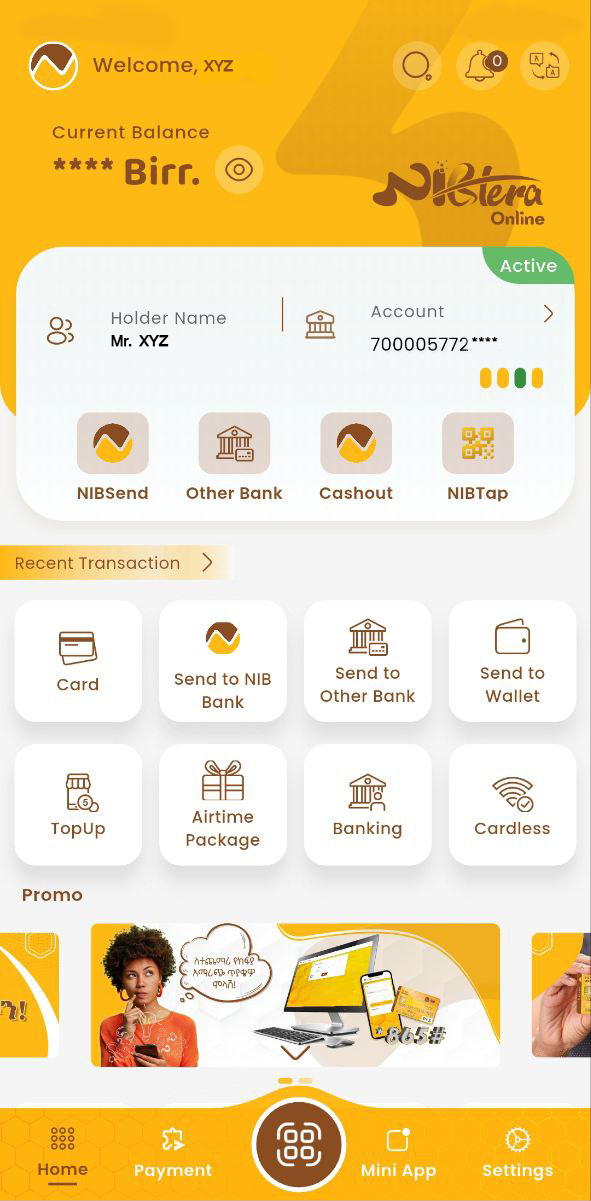 Welcome, XYZ
0
Current Balance
**** Birr.
NIBtera
Online
Active
Holder Name
Mr. XYZ
Account
700005772****
NIBSend
Other Bank
Cashout
NIBTap
Recent Transaction
Card
Send to NIB
Bank
Send to
Other Bank
Send to
Wallet
TopUp
Airtime
Package
Banking
Cardless
Promo
ስተጨማሪ የክፍያ
አማራጭ ጥያቄዎ
ምላሽ!
*865#
Home
Payment
Mini App
Settings